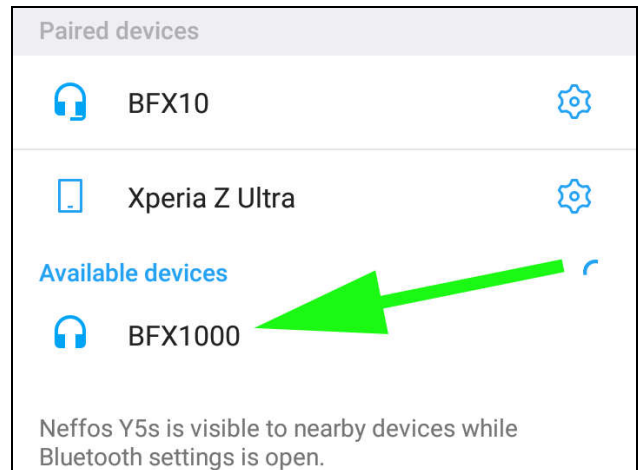 Paired devices
BFX10
Xperia Z Ultra
Available devices
BFX1000
Neffos Y5s is visible to nearby devices while
Bluetooth settings is open.